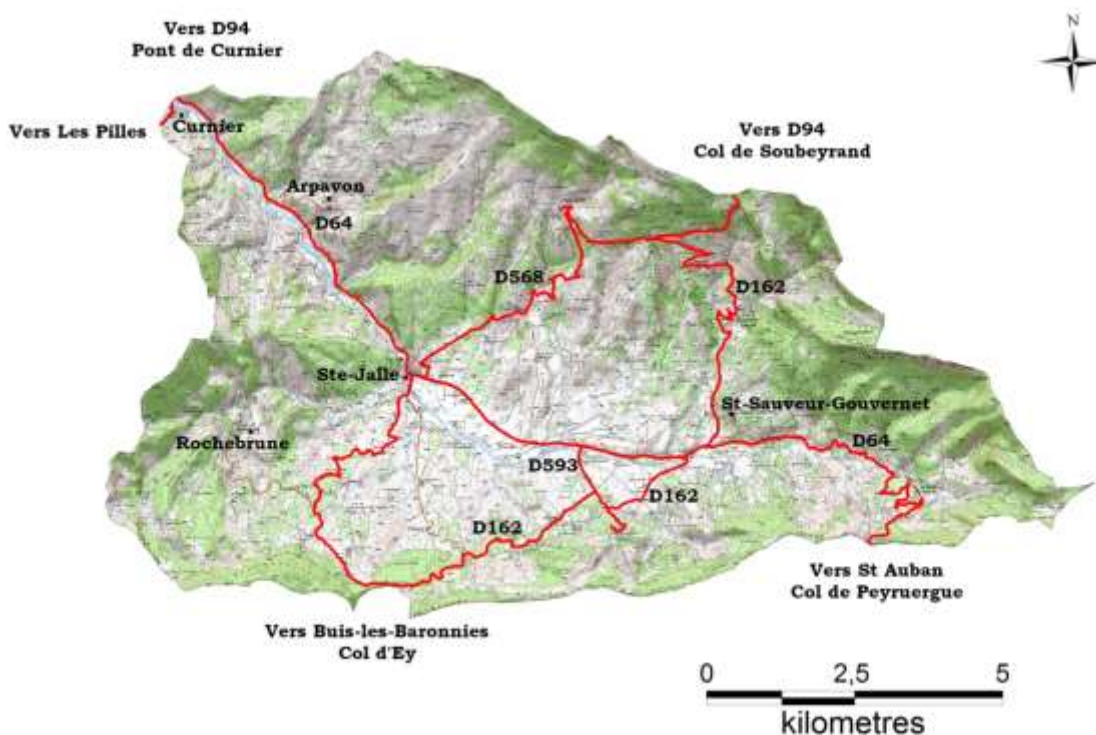 Vers D94
Pont de Curnier
N
Vers Les Pilles
Curnier
Vers D94
Col de Soubeyrand
Arpavon
D64
D568
D162
Ste-Jalle
St-Sauveur-Gouvernet
Rochebrune
D64
D593
D162
D162
Vers St Auban
Col de Peyruergue
Vers Buis-les-Baronnies
Col d'Ey
0 2,5 5
kilometres